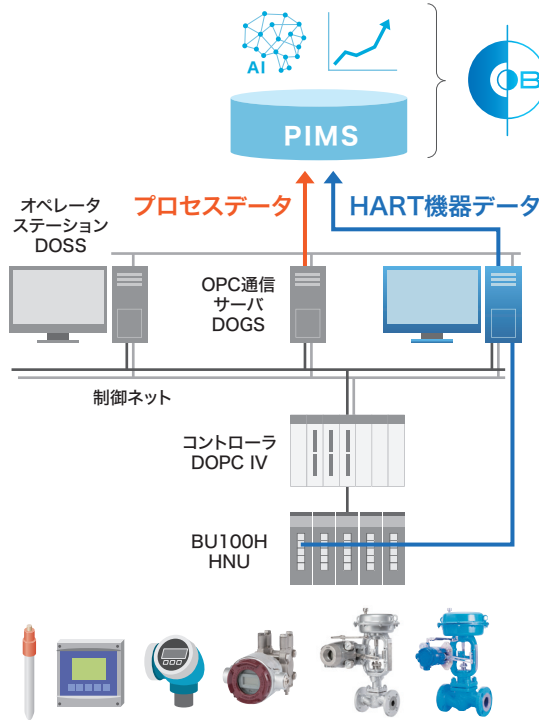 AI
PIMS
B
オペレータ
ステーション
DOSS
プロセスデータ
HART機器データ
OPC通信
サーバ
DOGS
制御ネット
コントローラ
DOPC IV
BU100H
HNU